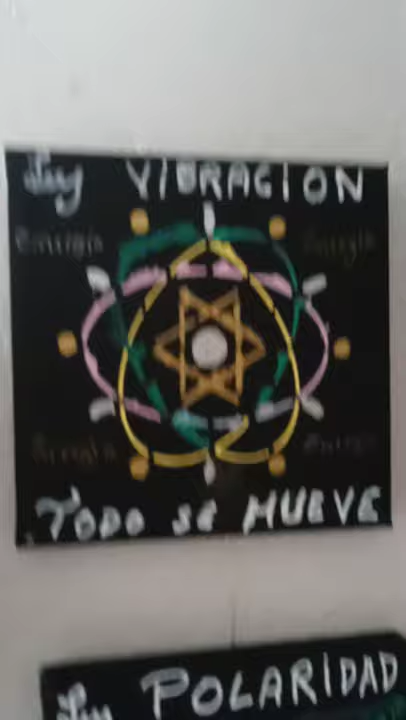 Ley VIBRACION
Energia Energia
Energia Energia
TODO SE MUEVE
Ley POLARIDAD